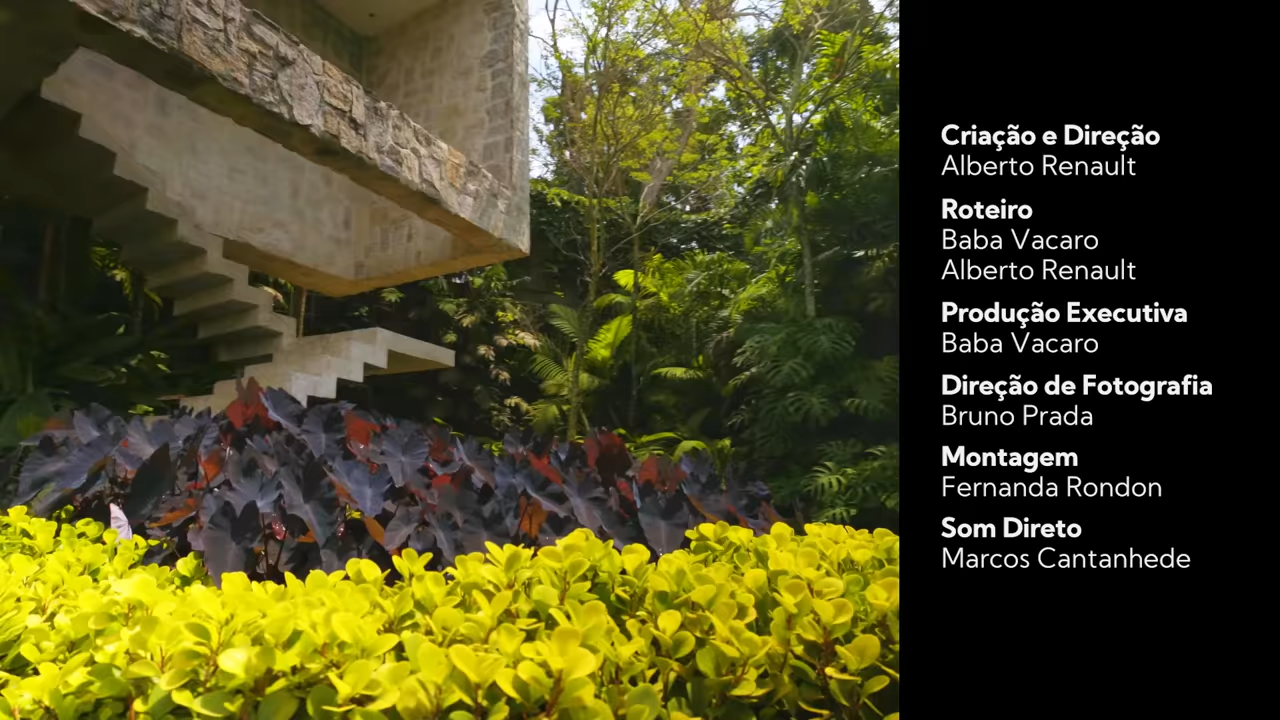 Criação e Direção
Alberto Renault
Roteiro
Baba Vacaro
Alberto Renault
Produção Executiva
Baba Vacaro
Direção de Fotografia
Bruno Prada
Montagem
Fernanda Rondon
Som Direto
Marcos Cantanhede